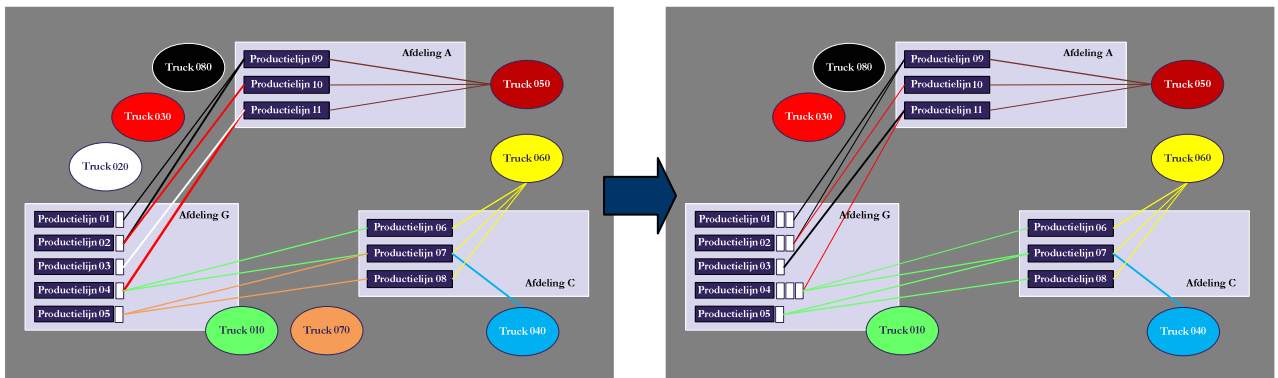 Truck 080
Afdeling A
Productielijn 09
Productielijn 10
Productielijn 11
Truck 050
Truck 030
Truck 020
Truck 060
Afdeling G
Productielijn 01
Productielijn 02
Productielijn 03
Productielijn 04
Productielijn 05
Productielijn 06
Productielijn 07
Productielijn 08
Afdeling C
Truck 010
Truck 070
Truck 040
Truck 080
Afdeling A
Productielijn 09
Productielijn 10
Productielijn 11
Truck 050
Truck 030
Truck 060
Afdeling G
Productielijn 01
Productielijn 02
Productielijn 03
Productielijn 04
Productielijn 05
Productielijn 06
Productielijn 07
Productielijn 08
Afdeling C
Truck 010
Truck 040